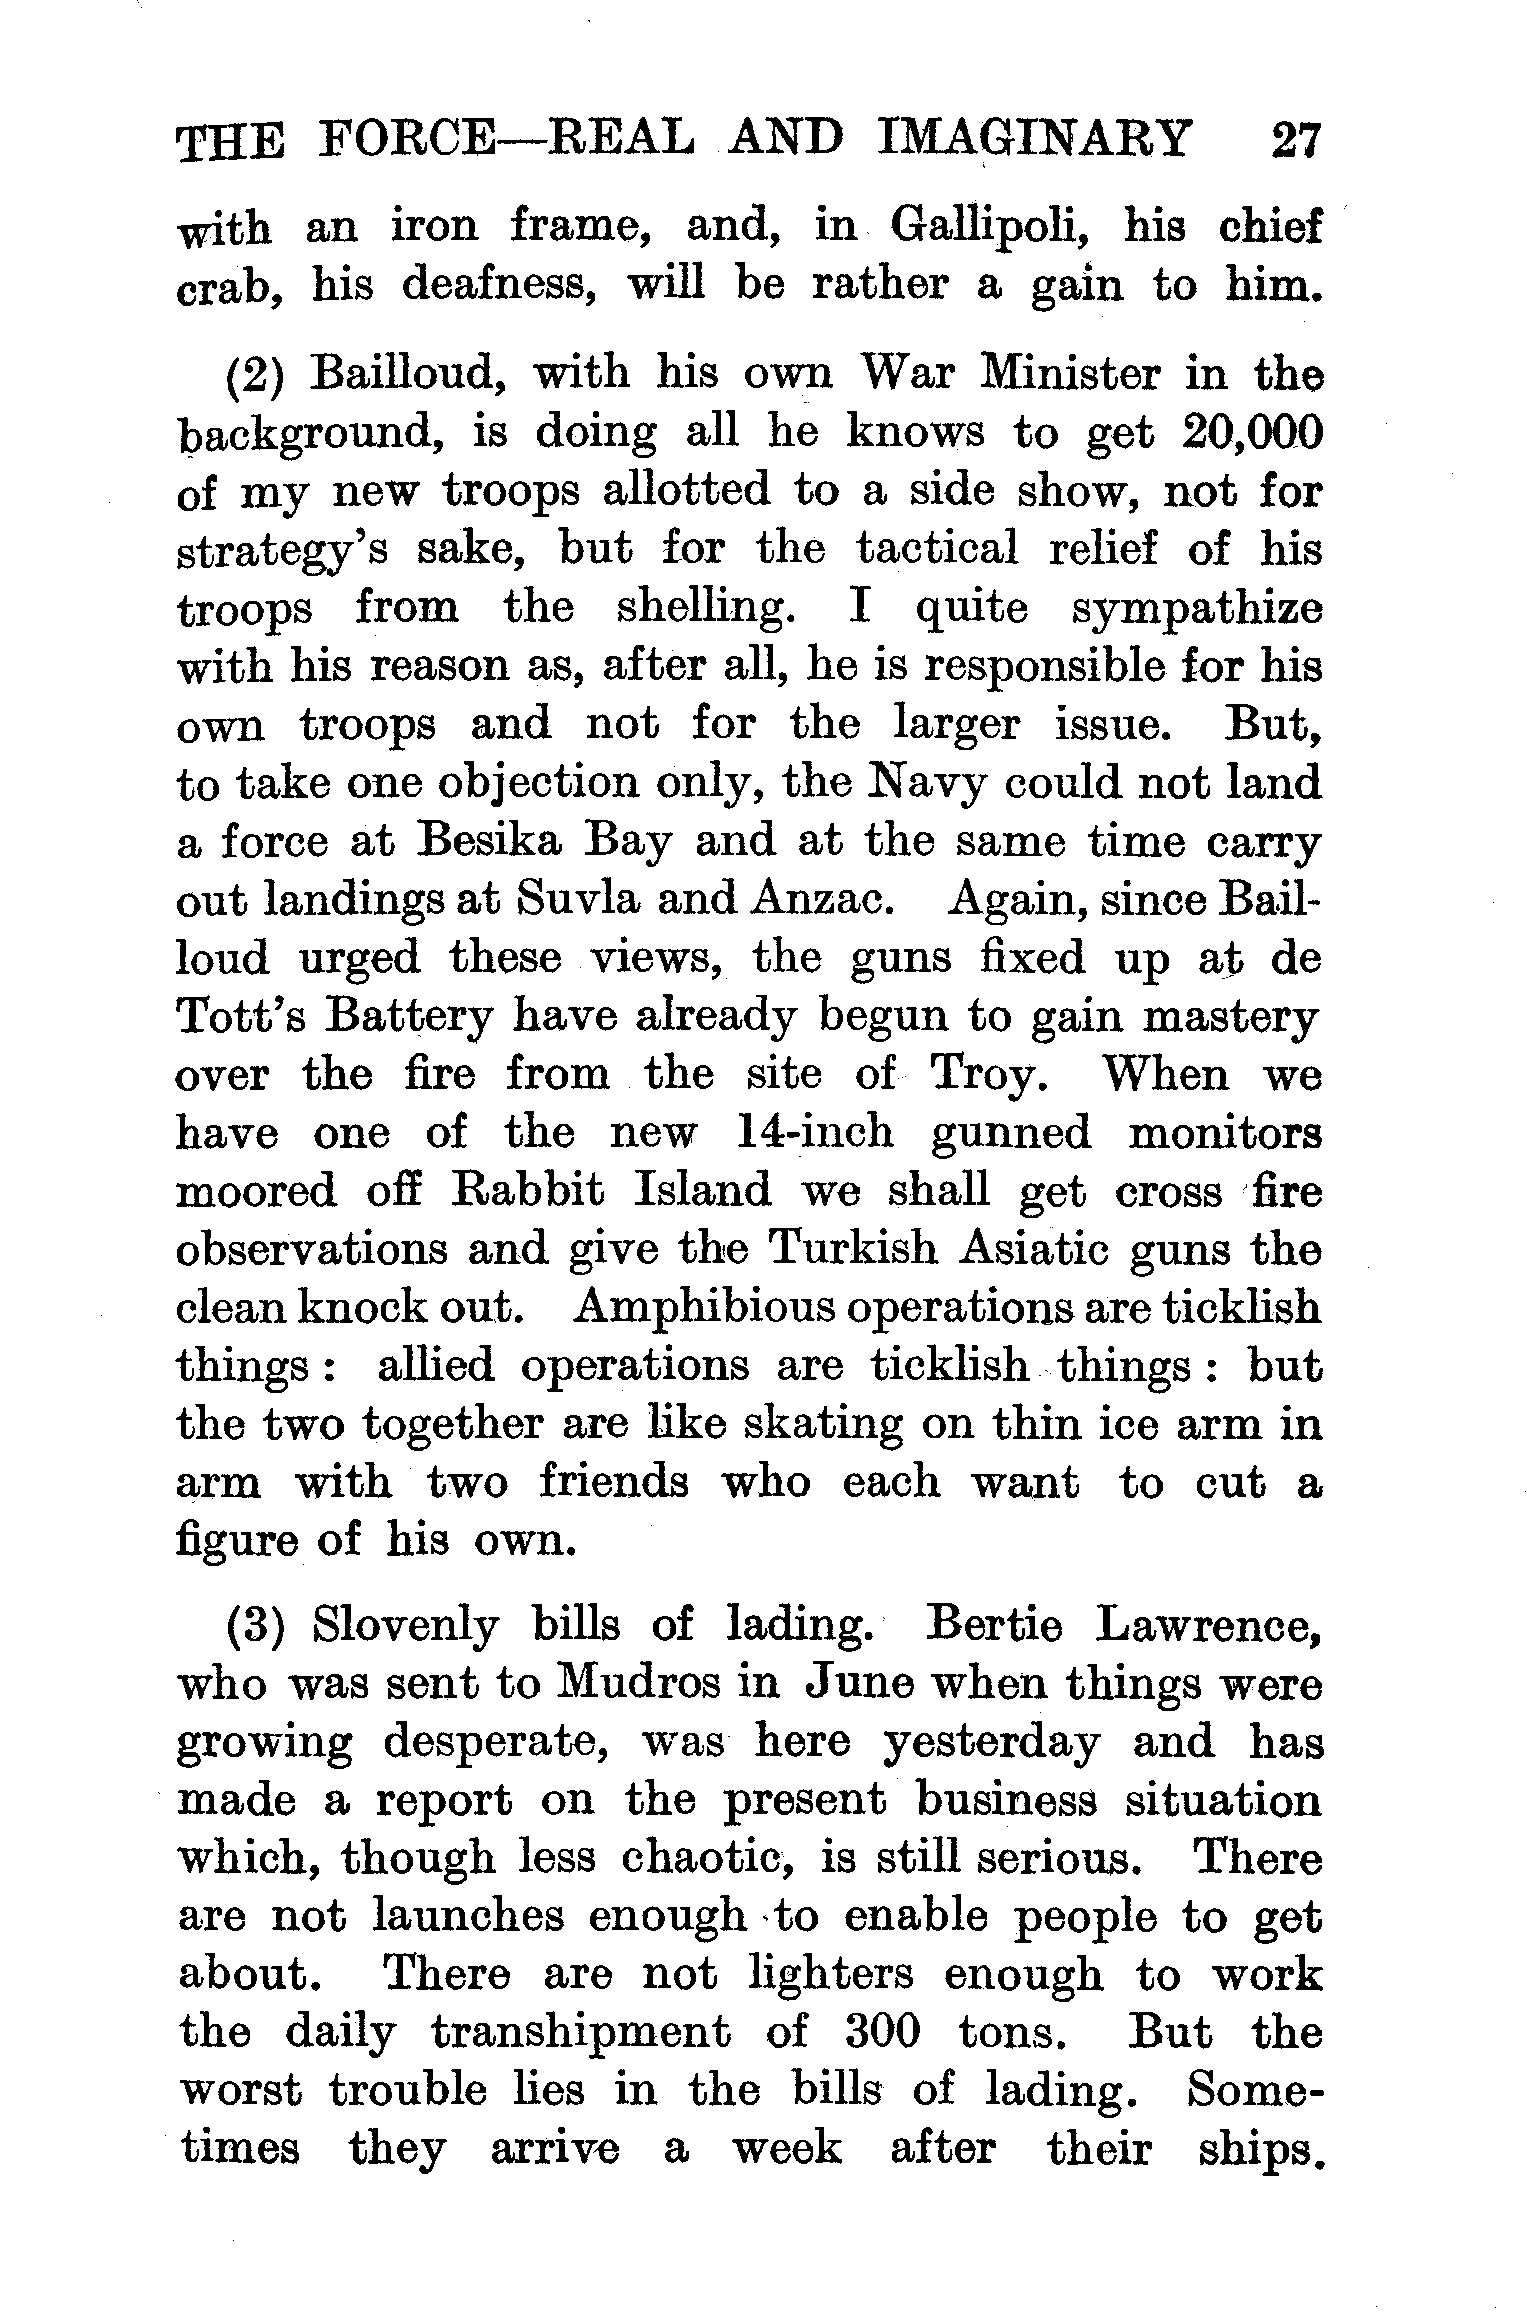 THE FORCE—REAL AND IMAGINARY 27
with an iron frame, and, in Gallipoli, his chief
crab, his deafness, will be rather a gain to him.
(2) Bailloud, with his own War Minister in the
background, is doing all he knows to get 20,000
of my new troops allotted to a side show, not for
strategy's sake, but for the tactical relief of his
troops from the shelling. I quite sympathize
with his reason as, after all, he is responsible for his
own troops and not for the larger issue. But,
to take one objection only, the Navy could not land
a force at Besika Bay and at the same time carry
out landings at Suvla and Anzac. Again, since Bail-
loud urged these views, the guns fixed up at de
Tott's Battery have already begun to gain mastery
over the fire from the site of Troy. When we
have one of the new 14-inch gunned monitors
moored off Rabbit Island we shall get cross fire
observations and give the Turkish Asiatic guns the
clean knock out. Amphibious operations are ticklish
things : allied operations are ticklish things : but
the two together are like skating on thin ice arm in
arm with two friends who each want to cut a
figure of his own.
(3) Slovenly bills of lading. Bertie Lawrence,
who was sent to Mudros in June when things were
growing desperate, was here yesterday and has
made a report on the present business situation
which, though less chaotic, is still serious. There
are not launches enough to enable people to get
about. There are not lighters enough to work
the daily transhipment of 300 tons. But the
worst trouble lies in the bills of lading. Some-
times they arrive a week after their ships.